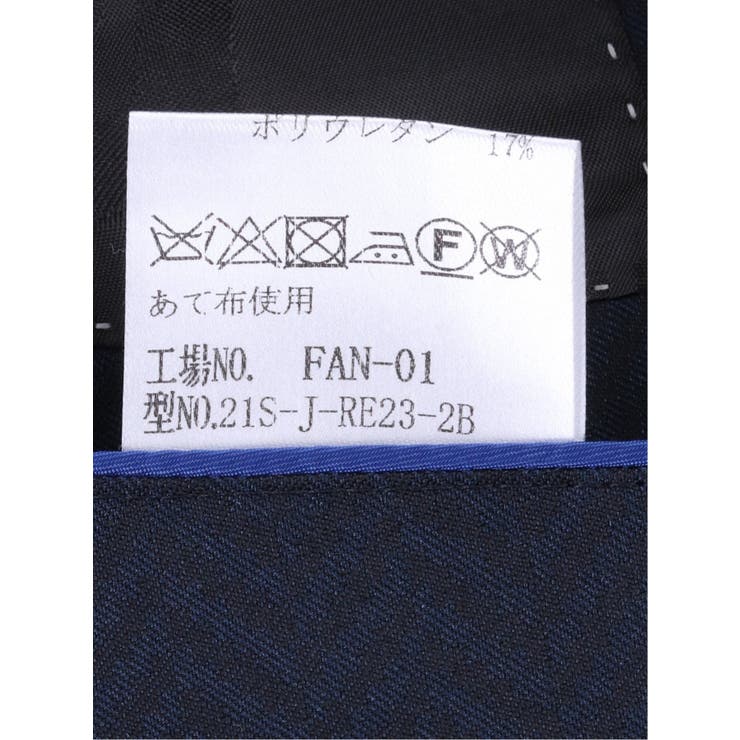 ポリウレタン 17%
F W
あて布使用
工場NO. FAN-01
型NO.21S-J-RE23-2B